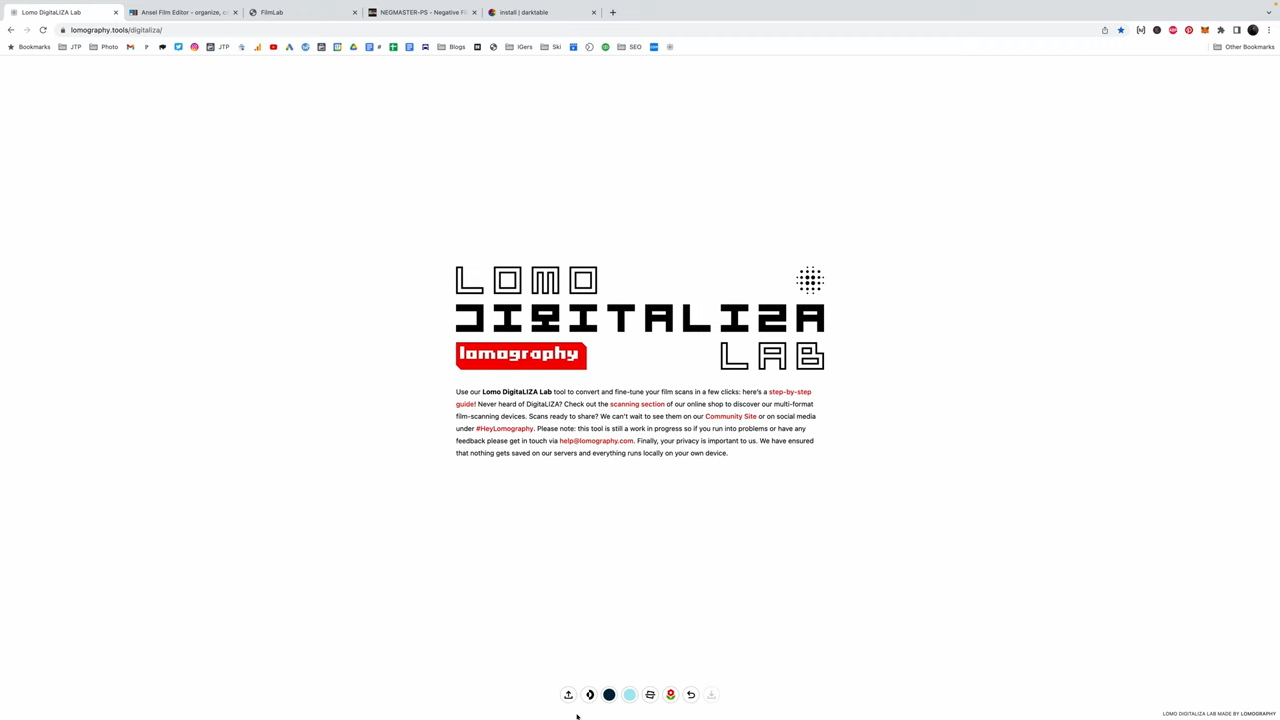 Lomo DigitaLIZA Lab
Ansel Film Editor - organize, c
FilmLab
NEGMASTER-PS - Negative Fi
install | darktable
lomography.tools/digitaliza/
Bookmarks JTP Photo JTP # Blogs IGers Ski SEO Other Bookmarks
LOMO
DIGITALIZA
lomography LAB
Use our Lomo DigitaLIZA Lab tool to convert and fine-tune your film scans in a few clicks: here's a step-by-step
guide! Never heard of DigitaLIZA? Check out the scanning section of our online shop to discover our multi-format
film-scanning devices. Scans ready to share? We can't wait to see them on our Community Site or on social media
under #HeyLomography. Please note: this tool is still a work in progress so if you run into problems or have any
feedback please get in touch via help@lomography.com. Finally, your privacy is important to us. We have ensured
that nothing gets saved on our servers and everything runs locally on your own device.
LOMO DIGITALIZA LAB MADE BY LOMOGRAPHY